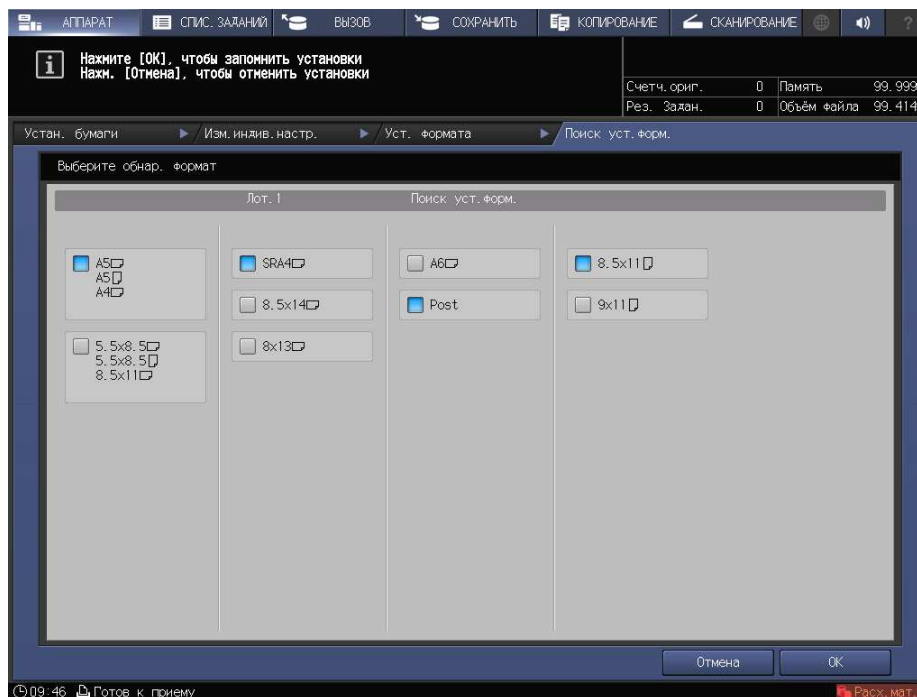 АППАРАТ
СПИС. ЗАДАНИЙ
ВЫЗОВ
СОХРАНИТЬ
КОПИРОВАНИЕ
СКАНИРОВАНИЕ
?
Нажмите [OK], чтобы запомнить установки
Нажм. [Отмена], чтобы отменить установки
Счетч.ориг. 0 Память 99.999
Рез. Задан. 0 Объём файла 99.414
Устан. бумаги
Изм.индив.настр.
Уст. формата
Поиск уст.форм.
Выберите обнар. формат
Лот.1
Поиск уст.форм.
A5
A5
A4
5.5x8.5
5.5x8.5
8.5x11
SRA4
8.5x14
8x13
A6
Post
8.5x11
9x11
Отмена
OK
09:46 Готов к приему
Расх.мат